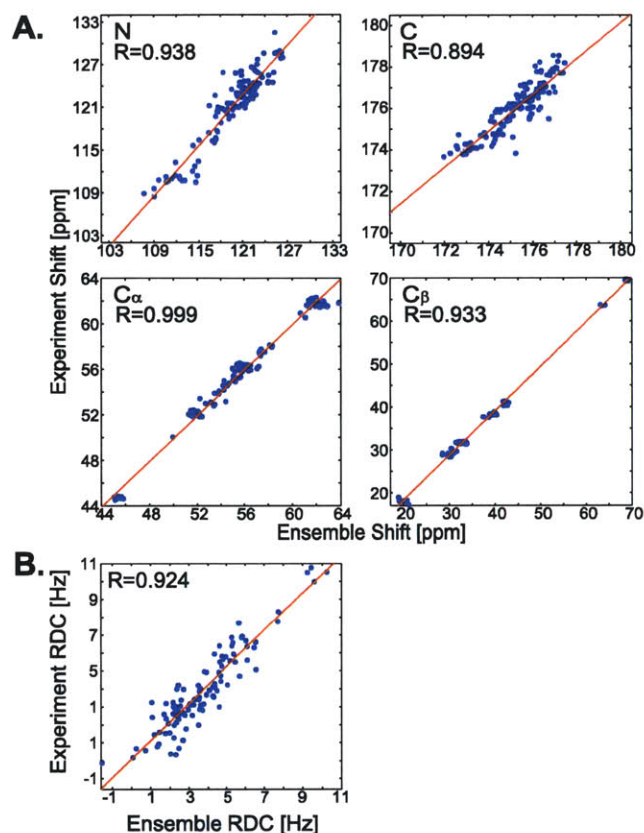 A.
N
R=0.938
133
127
121
115
109
103
103 109 115 121 127 133
C
R=0.894
180
178
176
174
172
170
170 172 174 176 178 180
Experiment Shift [ppm]
Cα
R=0.999
64
60
56
52
48
44
44 48 52 56 60 64
Cβ
R=0.933
70
60
50
40
30
20
20 30 40 50 60 70
Ensemble Shift [ppm]
B.
R=0.924
11
9
7
5
1
1
-1
Experiment RDC [Hz]
-1 1 3 5 7 9 11
Ensemble RDC [Hz]